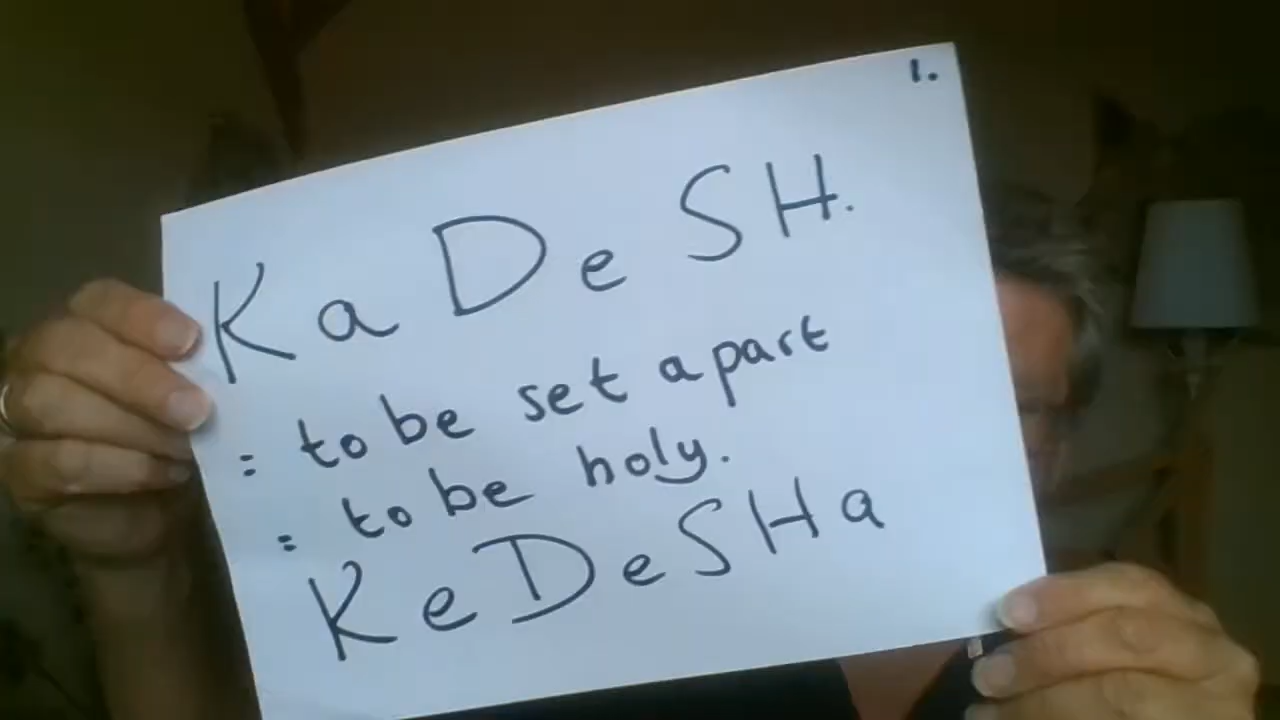 1.
KaDeSH.
= to be set apart
= to be holy.
KeDeSHa